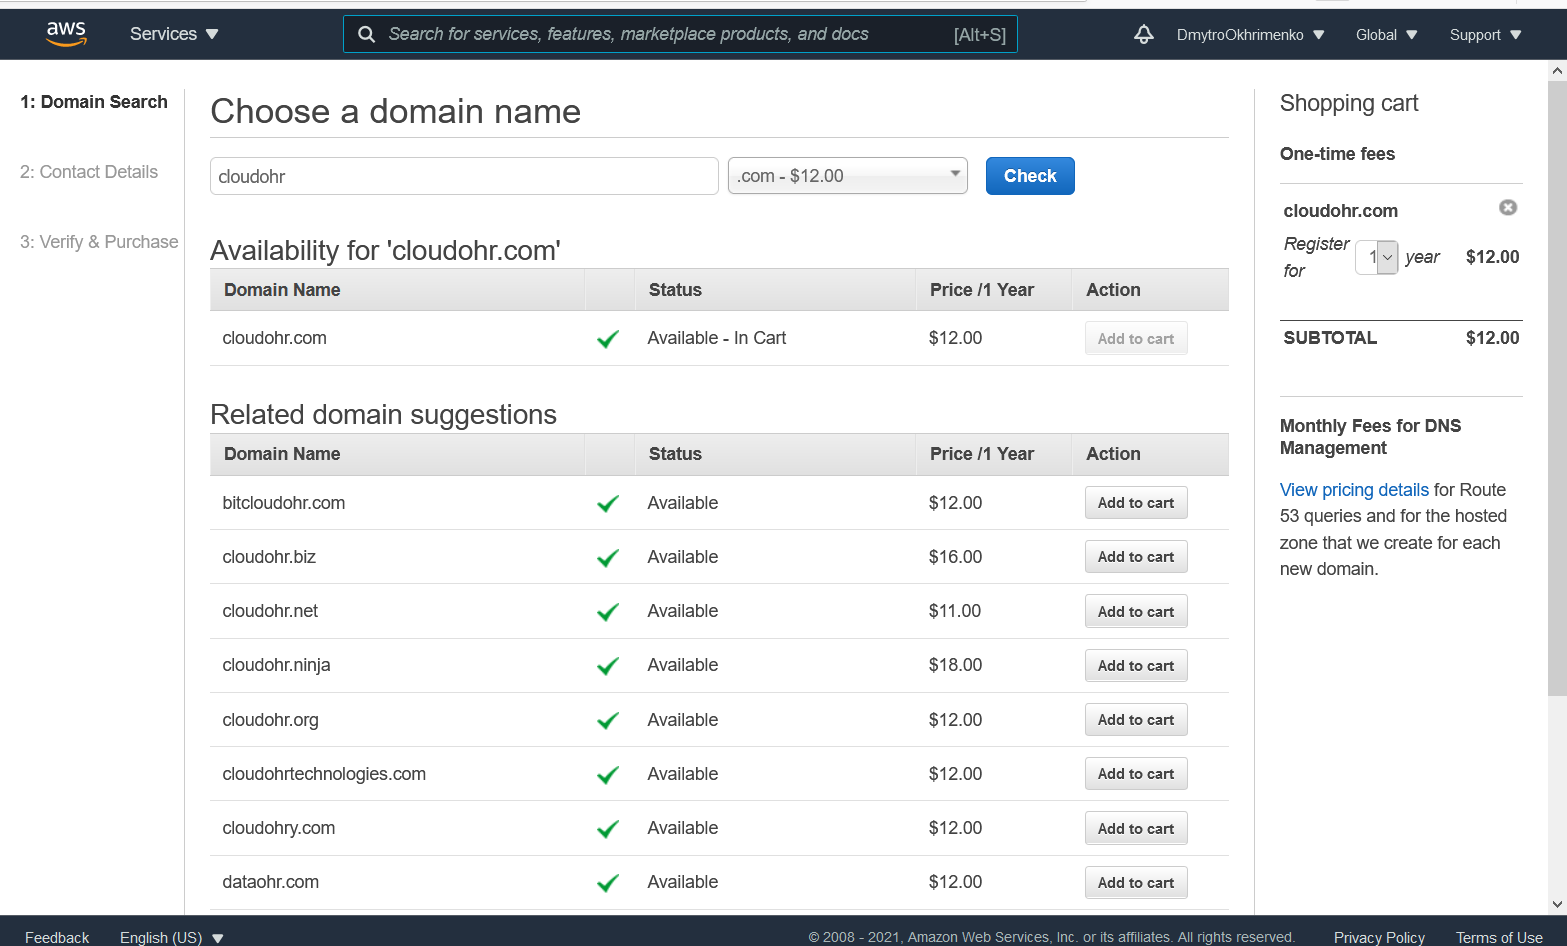 aws
Services
Search for services, features, marketplace products, and docs [Alt+S]
DmytroOkhrimenko
Global
Support
1: Domain Search
2: Contact Details
3: Verify & Purchase
Choose a domain name
cloudohr
.com - $12.00
Check
Availability for 'cloudohr.com'
Domain Name Status Price /1 Year Action
cloudohr.com Available - In Cart $12.00 Add to cart
Related domain suggestions
Domain Name Status Price /1 Year Action
bitcloudohr.com Available $12.00 Add to cart
cloudohr.biz Available $16.00 Add to cart
cloudohr.net Available $11.00 Add to cart
cloudohr.ninja Available $18.00 Add to cart
cloudohr.org Available $12.00 Add to cart
cloudohrtechnologies.com Available $12.00 Add to cart
cloudohry.com Available $12.00 Add to cart
dataohr.com Available $12.00 Add to cart
Shopping cart
One-time fees
cloudohr.com
Register for 1 year $12.00
SUBTOTAL $12.00
Monthly Fees for DNS
Management
View pricing details for Route
53 queries and for the hosted
zone that we create for each
new domain.
Feedback
English (US)
© 2008 - 2021, Amazon Web Services, Inc. or its affiliates. All rights reserved.
Privacy Policy
Terms of Use